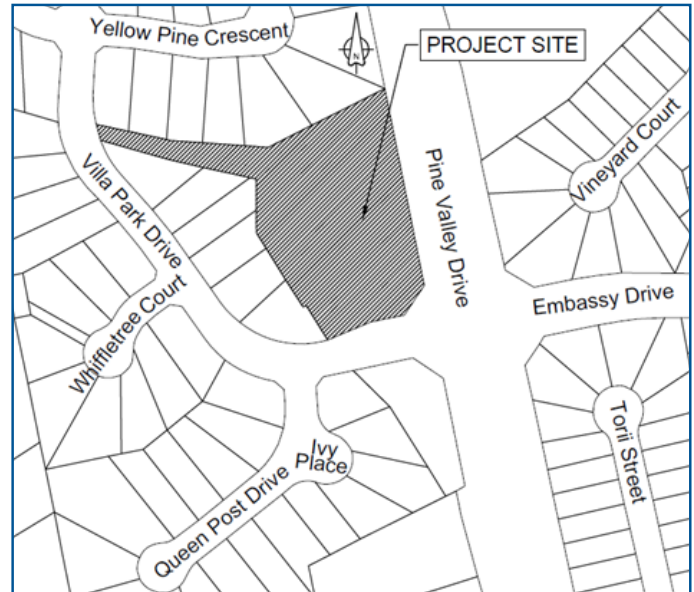 Yellow Pine Crescent
N
PROJECT SITE
Vineyard Court
Pine Valley Drive
Villa Park Drive
Embassy Drive
Whiffletree Court
Torii Street
Ivy
Place
Queen Post Drive